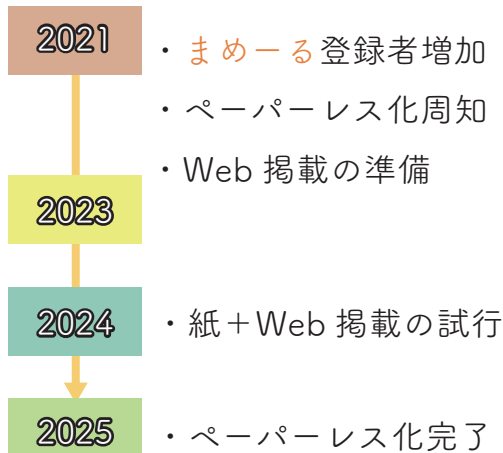 2021
・まめーる登録者増加
・ペーパーレス化周知
・Web 掲載の準備
2023
2024
・紙＋Web 掲載の試行
2025
・ペーパーレス化完了